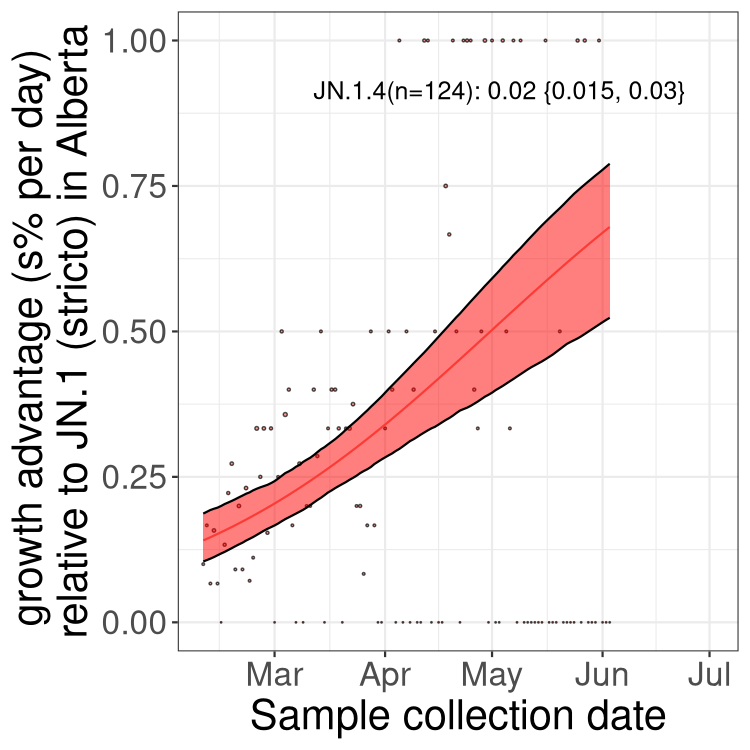 growth advantage (s% per day)
relative to JN.1 (stricto) in Alberta
1.00
0.75
0.50
0.25
0.00
JN.1.4(n=124): 0.02 {0.015, 0.03}
Mar Apr May Jun Jul
Sample collection date